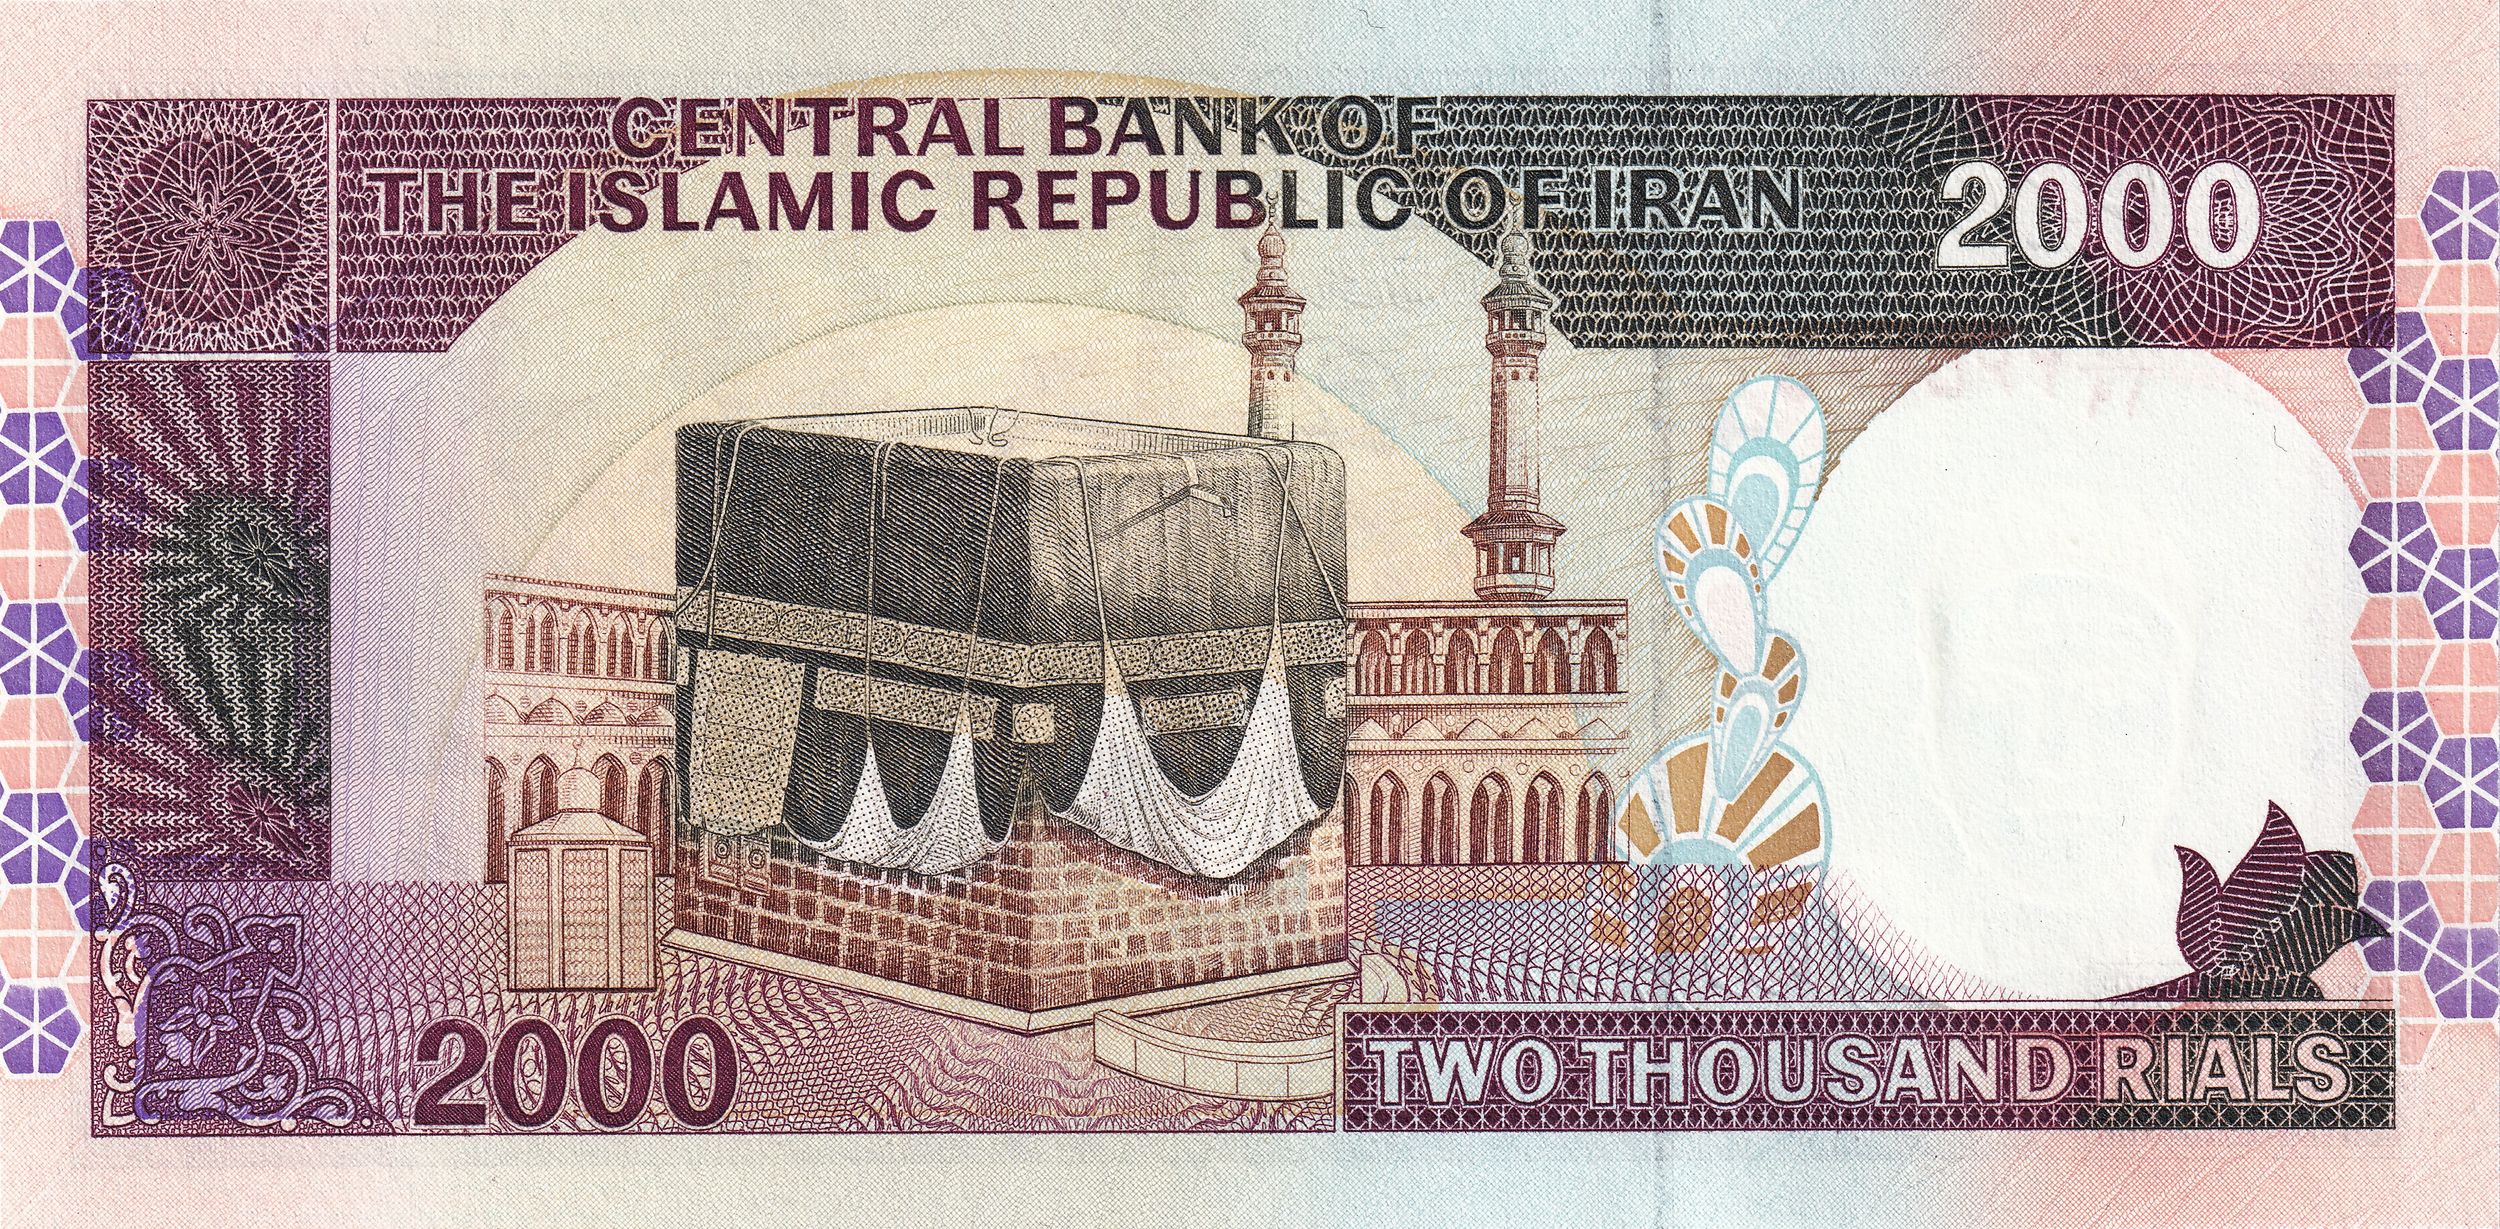 CENTRAL BANK OF
THE ISLAMIC REPUBLIC OF IRAN
2000
2000
TWO THOUSAND RIALS